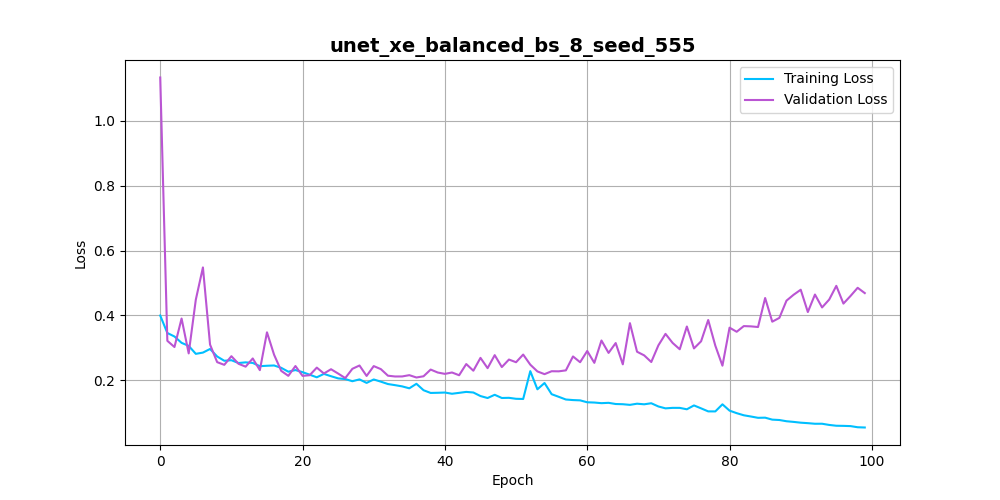 unet_xe_balanced_bs_8_seed_555
Training Loss
Validation Loss
1.0
0.8
0.6
0.4
0.2
Loss
0 20 40 60 80 100
Epoch